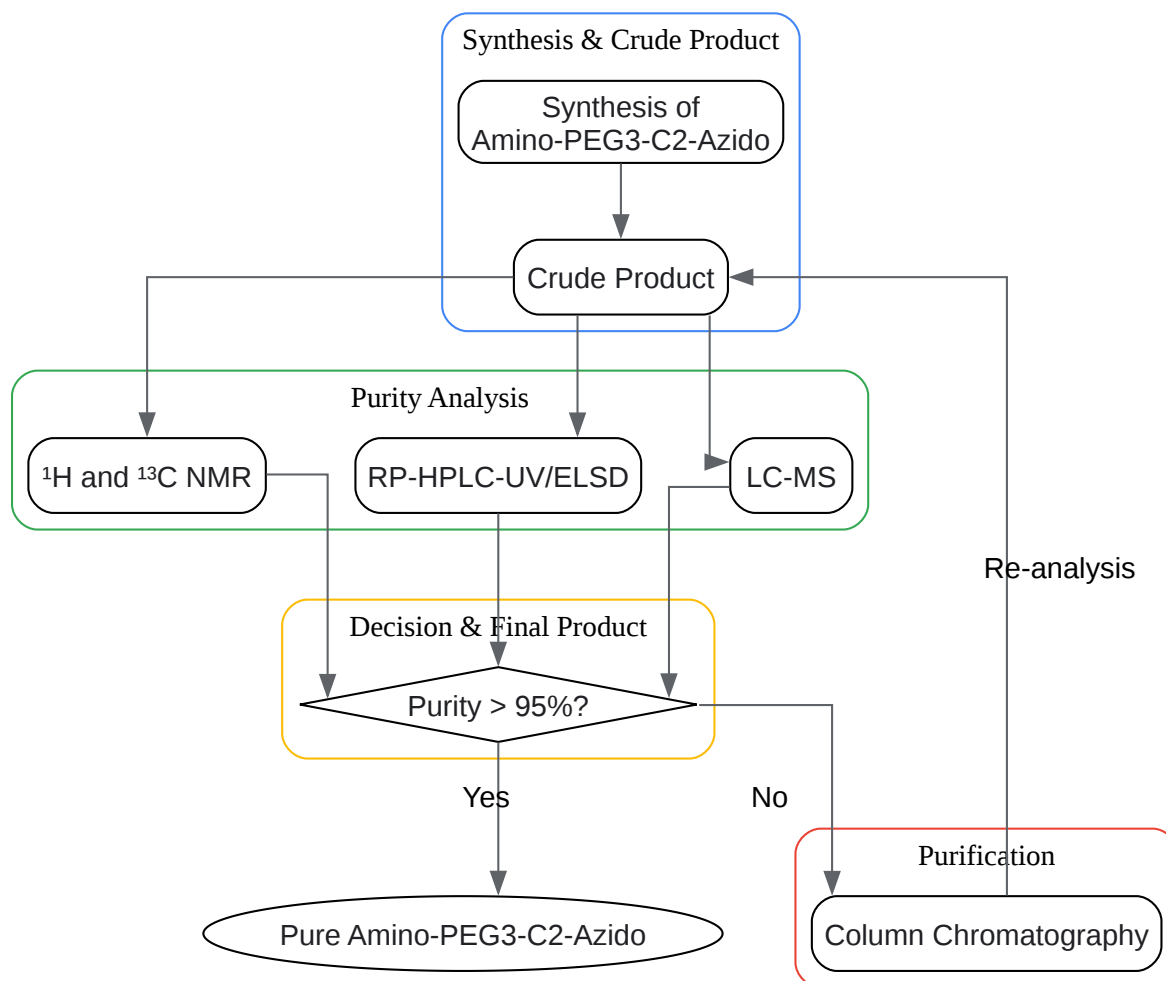 Synthesis & Crude Product
Synthesis of
Amino-PEG3-C2-Azido
Crude Product
Purity Analysis
¹H and ¹³C NMR
RP-HPLC-UV/ELSD
LC-MS
Re-analysis
Decision & Final Product
Purity > 95%?
Yes
No
Purification
Pure Amino-PEG3-C2-Azido
Column Chromatography